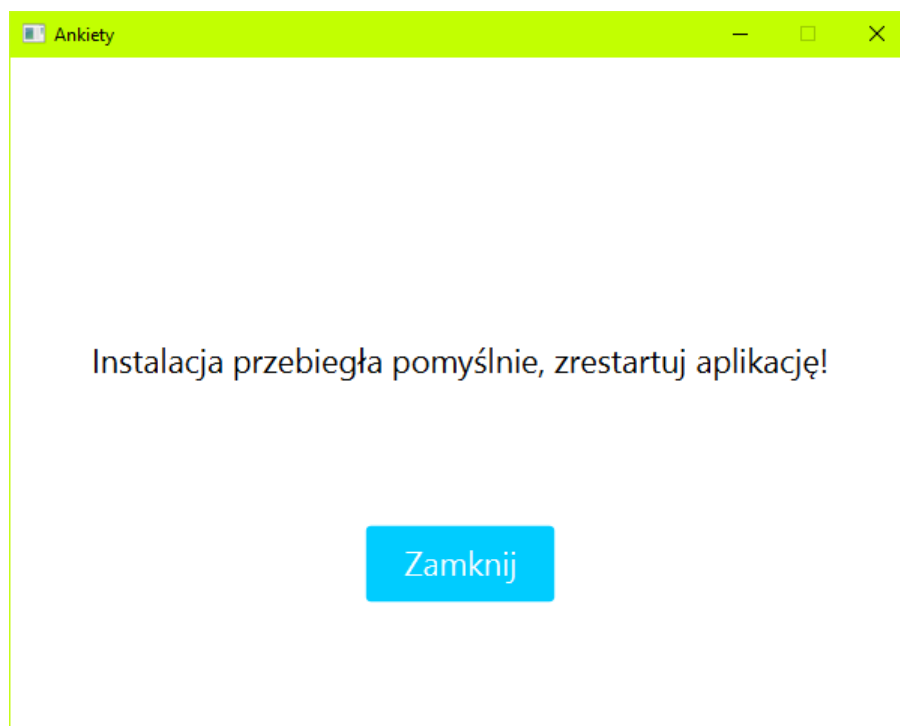 Ankiety
Instalacja przebiegła pomyślnie, zrestartuj aplikację!
Zamknij